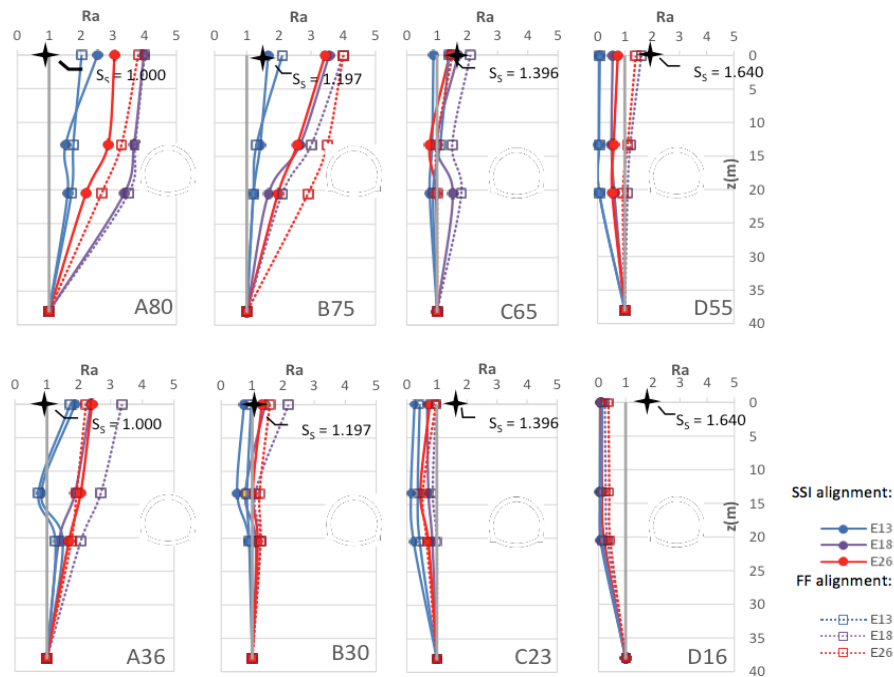 Ra Ra Ra Ra
0 1 2 3 4 5 0 1 2 3 4 5 0 1 2 3 4 5 0 1 2 3 4 5
S_S = 1.000 S_S = 1.197 S_S = 1.396 S_S = 1.640
0
5
10
15
20
25
30
35
40
z(m)
A80 B75 C65 D55
Ra Ra Ra Ra
0 1 2 3 4 5 0 1 2 3 4 5 0 1 2 3 4 5 0 1 2 3 4 5
S_S = 1.000 S_S = 1.197 S_S = 1.396 S_S = 1.640
0
5
10
15
20
25
30
35
40
z(m)
A36 B30 C23 D16
SSI alignment:
E13
E18
E26
FF alignment:
E13
E18
E26